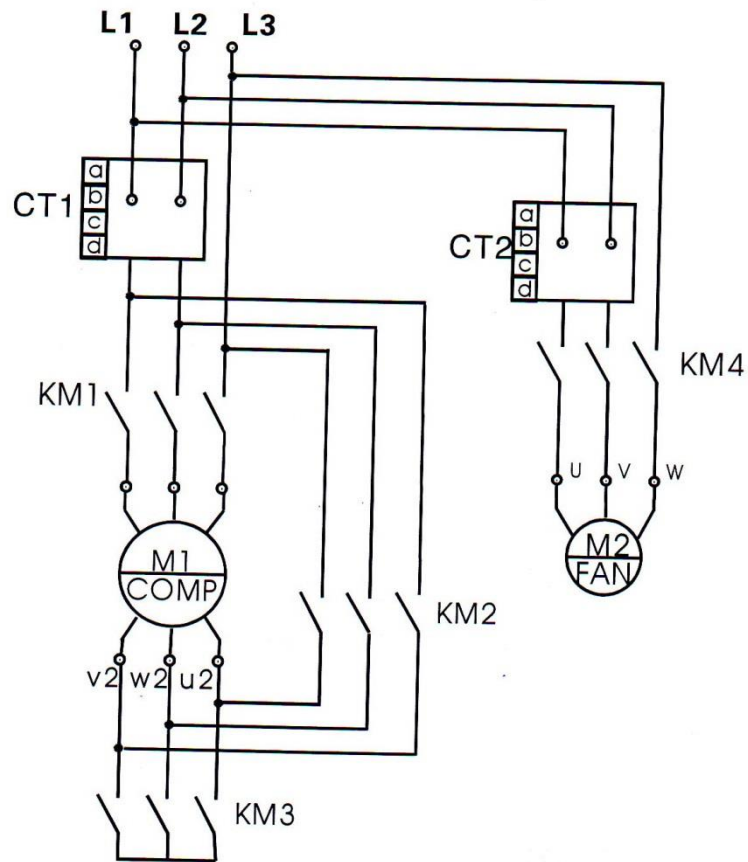 L1 L2 L3
CT1
a
b
c
d
CT2
a
b
c
d
KM1
KM4
U V W
M1
COMP
M2
FAN
KM2
v2 w2 u2
KM3